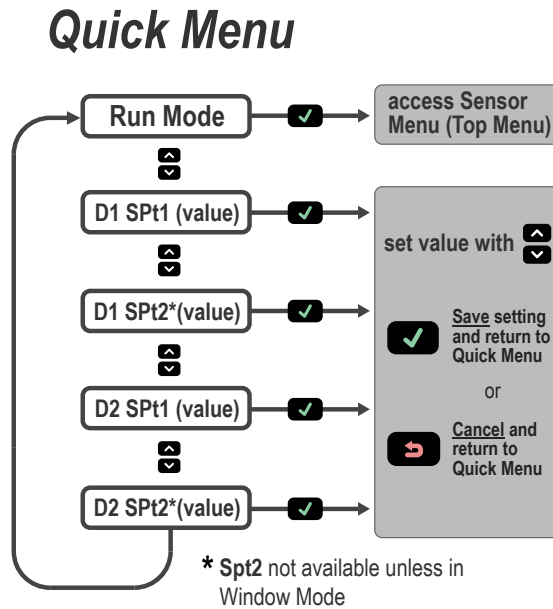 Quick Menu
Run Mode
access Sensor
Menu (Top Menu)
D1 SPt1 (value)
set value with
D1 SPt2*(value)
Save setting
and return to
Quick Menu
or
D2 SPt1 (value)
Cancel and
return to
Quick Menu
D2 SPt2*(value)
* Spt2 not available unless in
Window Mode